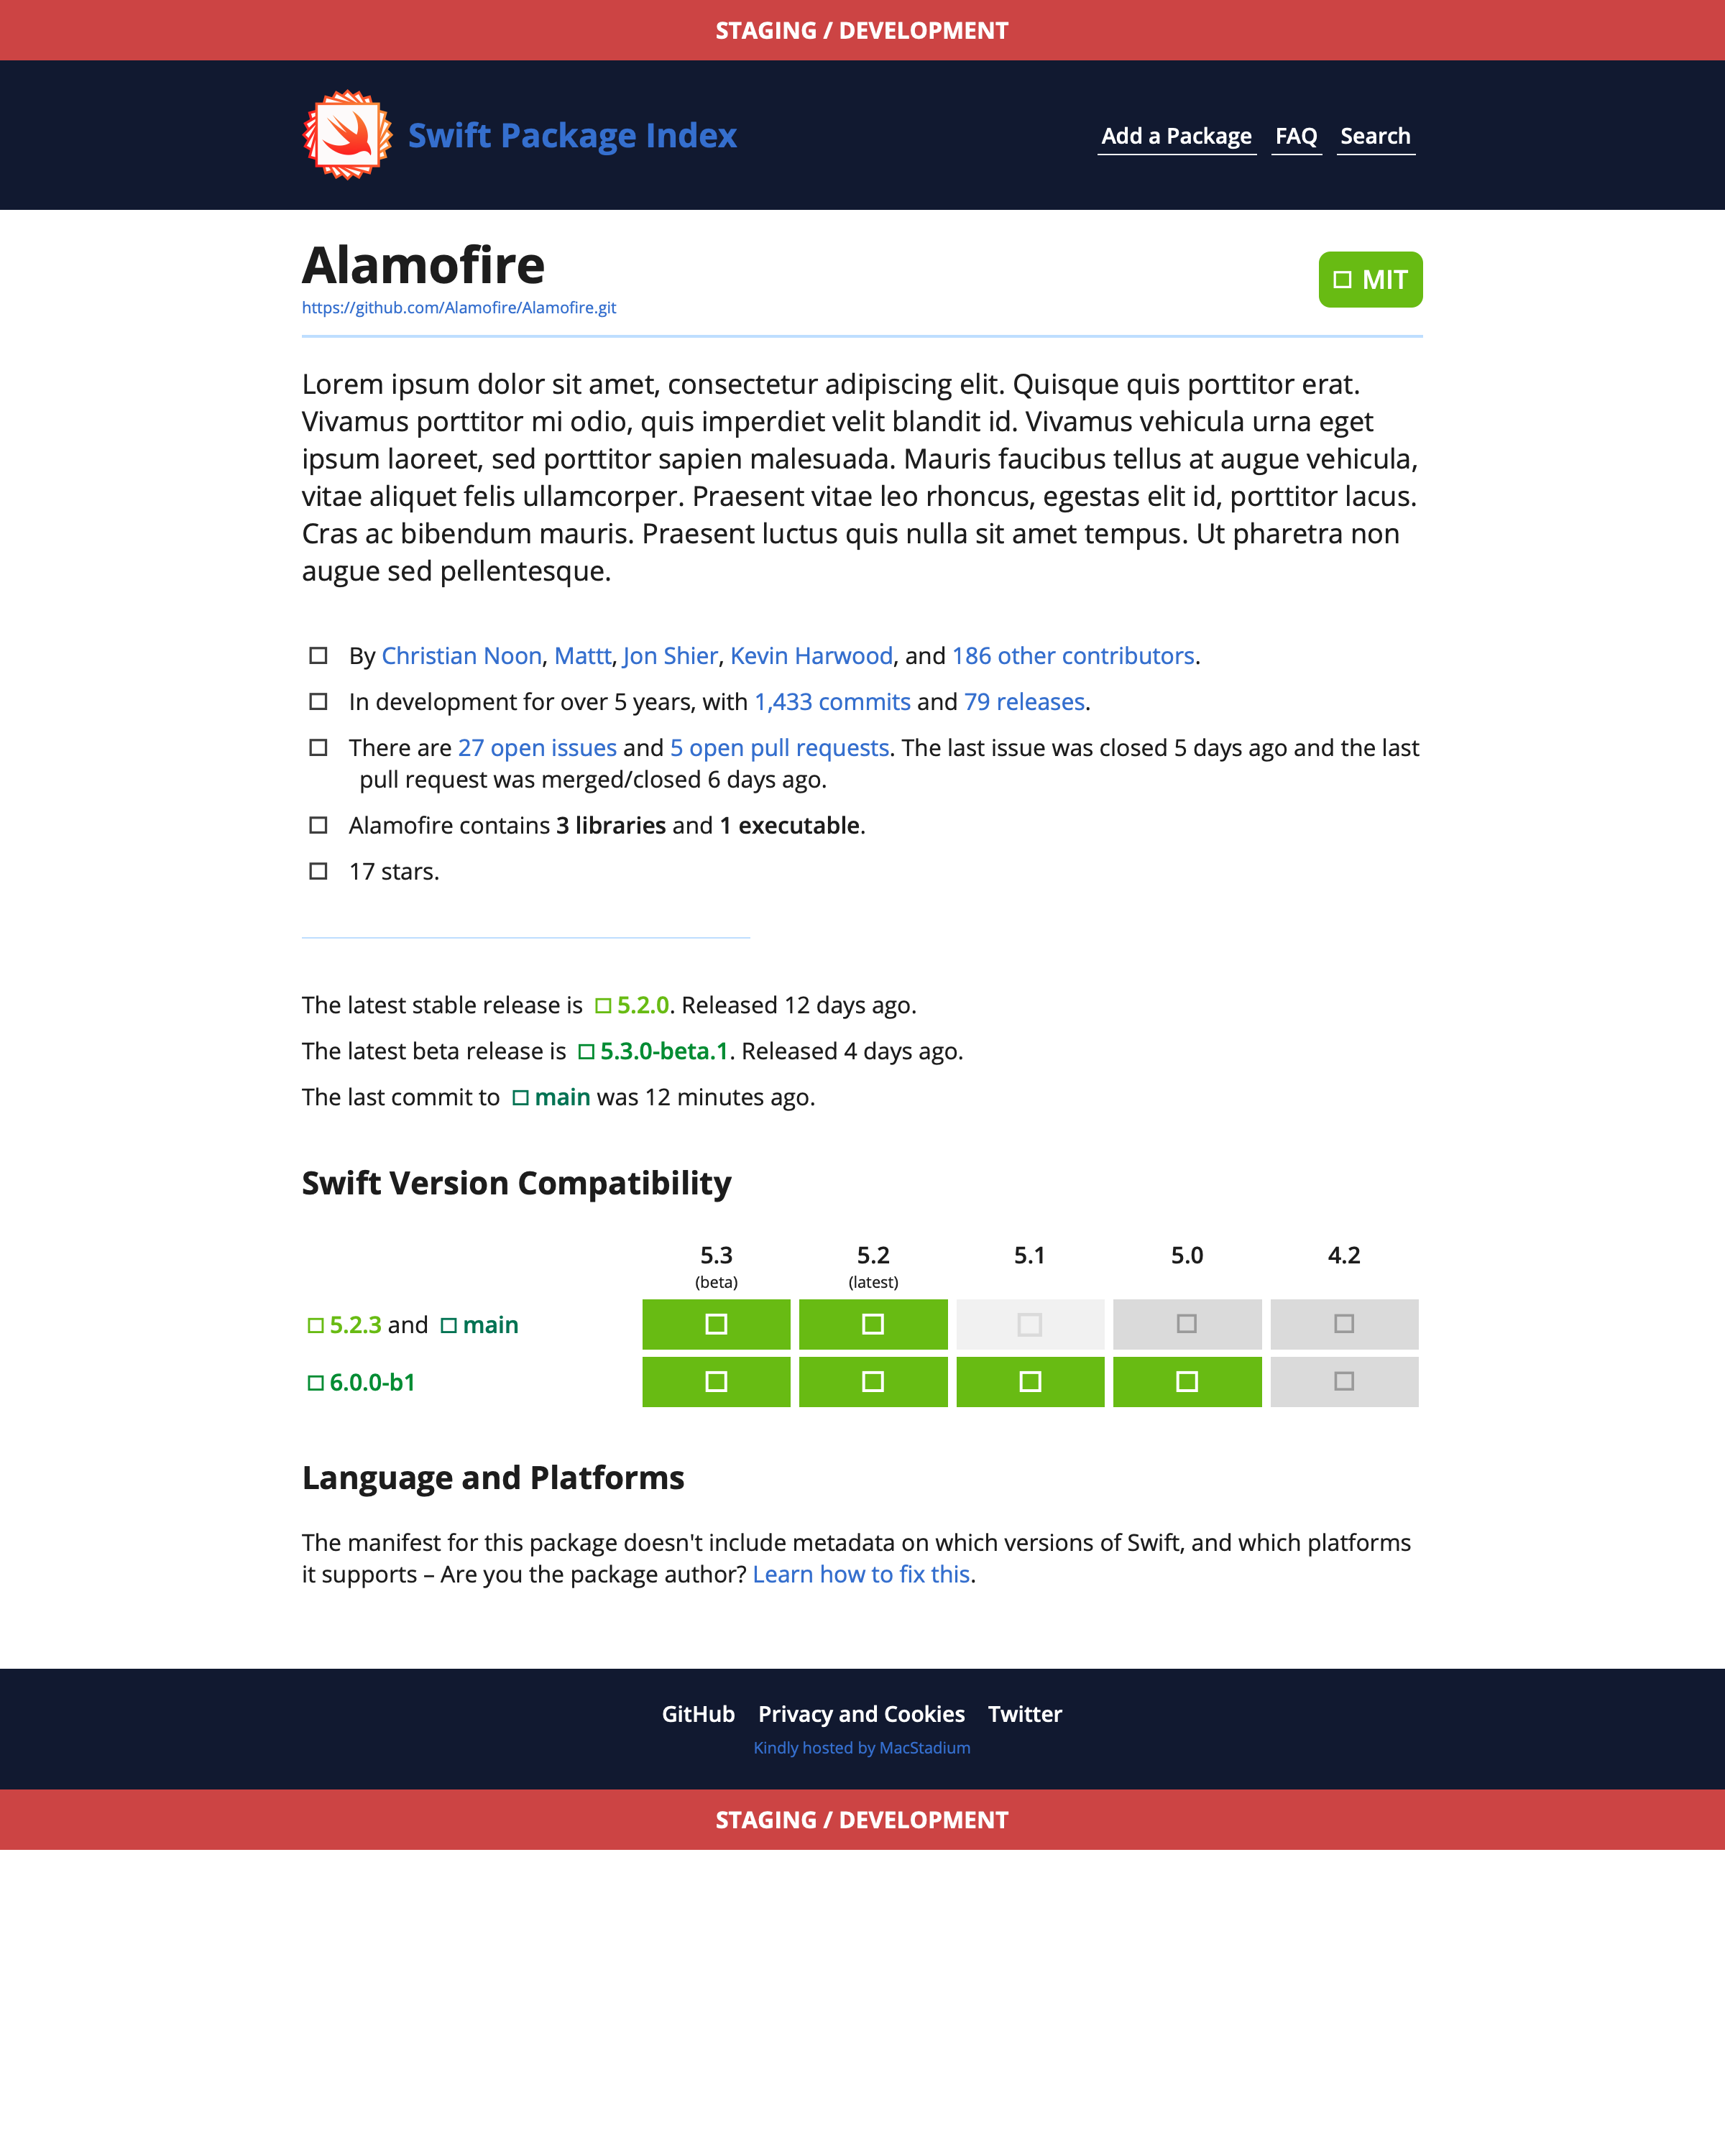 STAGING / DEVELOPMENT
Swift Package Index
Add a Package FAQ Search
Alamofire
MIT
https://github.com/Alamofire/Alamofire.git
Lorem ipsum dolor sit amet, consectetur adipiscing elit. Quisque quis porttitor erat.
Vivamus porttitor mi odio, quis imperdiet velit blandit id. Vivamus vehicula urna eget
ipsum laoreet, sed porttitor sapien malesuada. Mauris faucibus tellus at augue vehicula,
vitae aliquet felis ullamcorper. Praesent vitae leo rhoncus, egestas elit id, porttitor lacus.
Cras ac bibendum mauris. Praesent luctus quis nulla sit amet tempus. Ut pharetra non
augue sed pellentesque.
By Christian Noon, Mattt, Jon Shier, Kevin Harwood, and 186 other contributors.
In development for over 5 years, with 1,433 commits and 79 releases.
There are 27 open issues and 5 open pull requests. The last issue was closed 5 days ago and the last
pull request was merged/closed 6 days ago.
Alamofire contains 3 libraries and 1 executable.
17 stars.
The latest stable release is 5.2.0. Released 12 days ago.
The latest beta release is 5.3.0-beta.1. Released 4 days ago.
The last commit to main was 12 minutes ago.
Swift Version Compatibility
5.3 5.2 5.1 5.0 4.2
(beta) (latest)
5.2.3 and main
6.0.0-b1
Language and Platforms
The manifest for this package doesn't include metadata on which versions of Swift, and which platforms
it supports – Are you the package author? Learn how to fix this.
GitHub Privacy and Cookies Twitter
Kindly hosted by MacStadium
STAGING / DEVELOPMENT